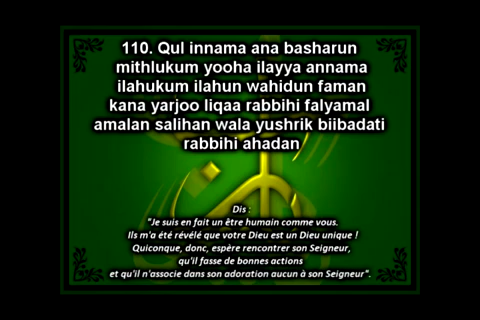 110. Qul innama ana basharun
mithlukum yooha ilayya annama
ilahukum ilahun wahidun faman
kana yarjoo liqaa rabbihi falyamal
amalan salihan wala yushrik biibadati
rabbihi ahadan
Dis :
"Je suis en fait un être humain comme vous.
Ils m'a été révélé que votre Dieu est un Dieu unique !
Quiconque, donc, espère rencontrer son Seigneur,
qu'il fasse de bonnes actions
et qu'il n'associe dans son adoration aucun à son Seigneur".